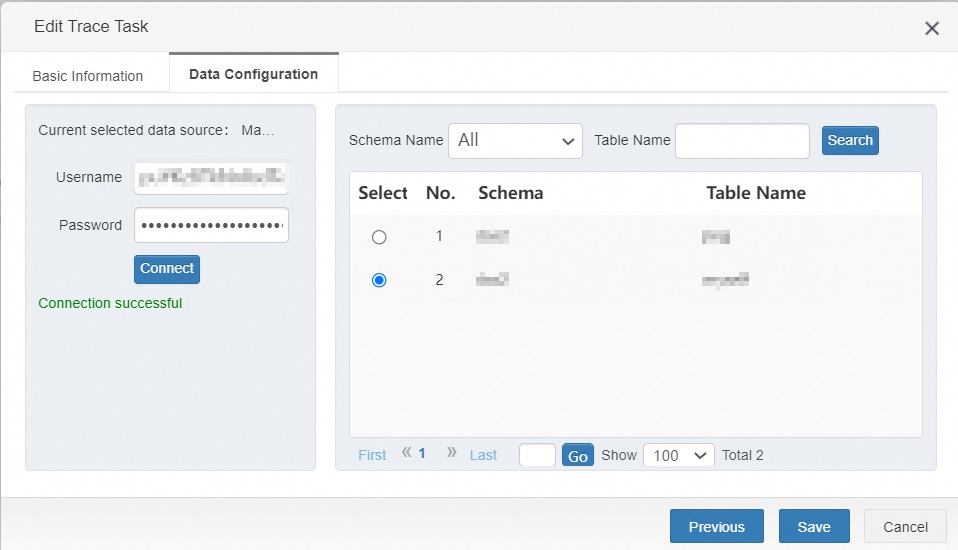 Edit Trace Task
Basic Information
Data Configuration
Current selected data source: Ma...
Username
Password
Connect
Connection successful
Schema Name All Table Name Search
Select No. Schema Table Name
1
2
First « 1 » Last Go Show 100 Total 2
Previous Save Cancel